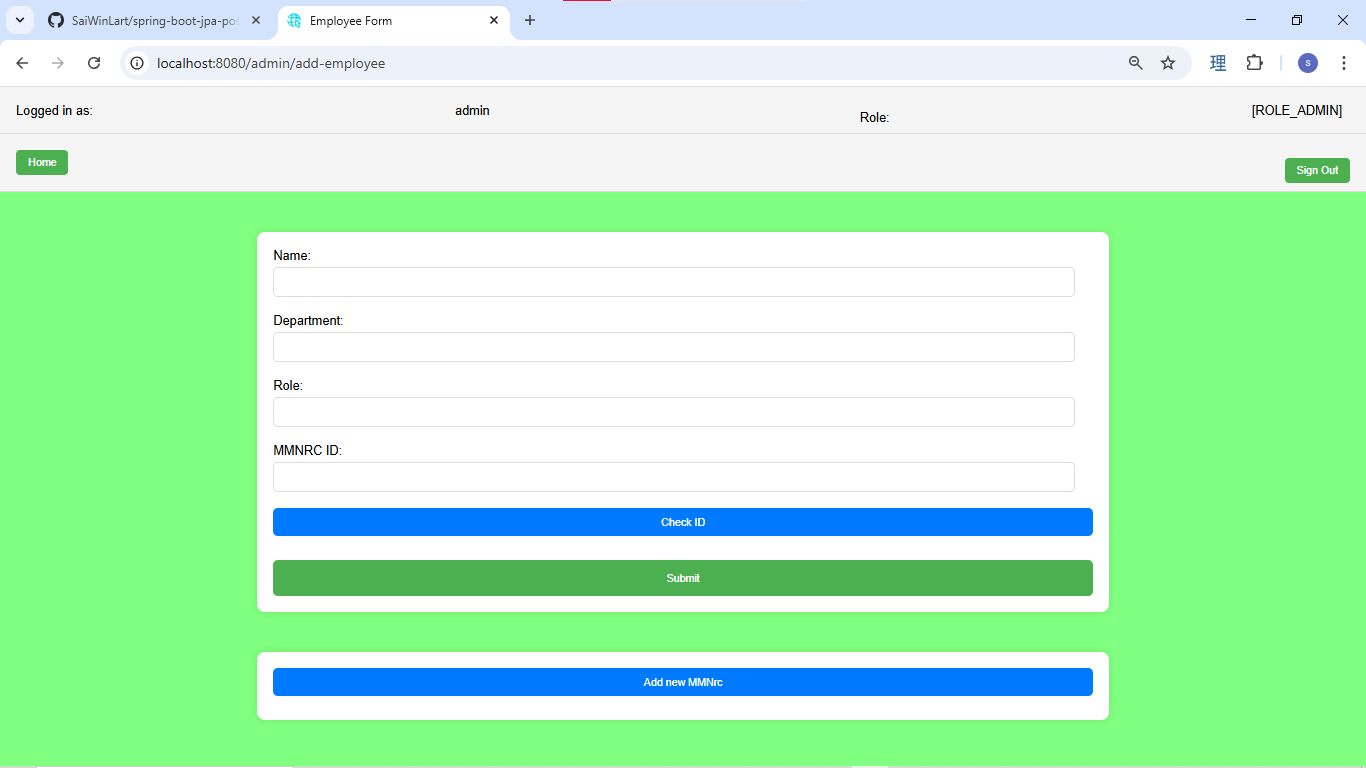 SaiWinLart/spring-boot-jpa-pos
Employee Form
localhost:8080/admin/add-employee
理
s
Logged in as: admin Role: [ROLE_ADMIN]
Home
Sign Out
Name:
Department:
Role:
MMNRC ID:
Check ID
Submit
Add new MMNrc